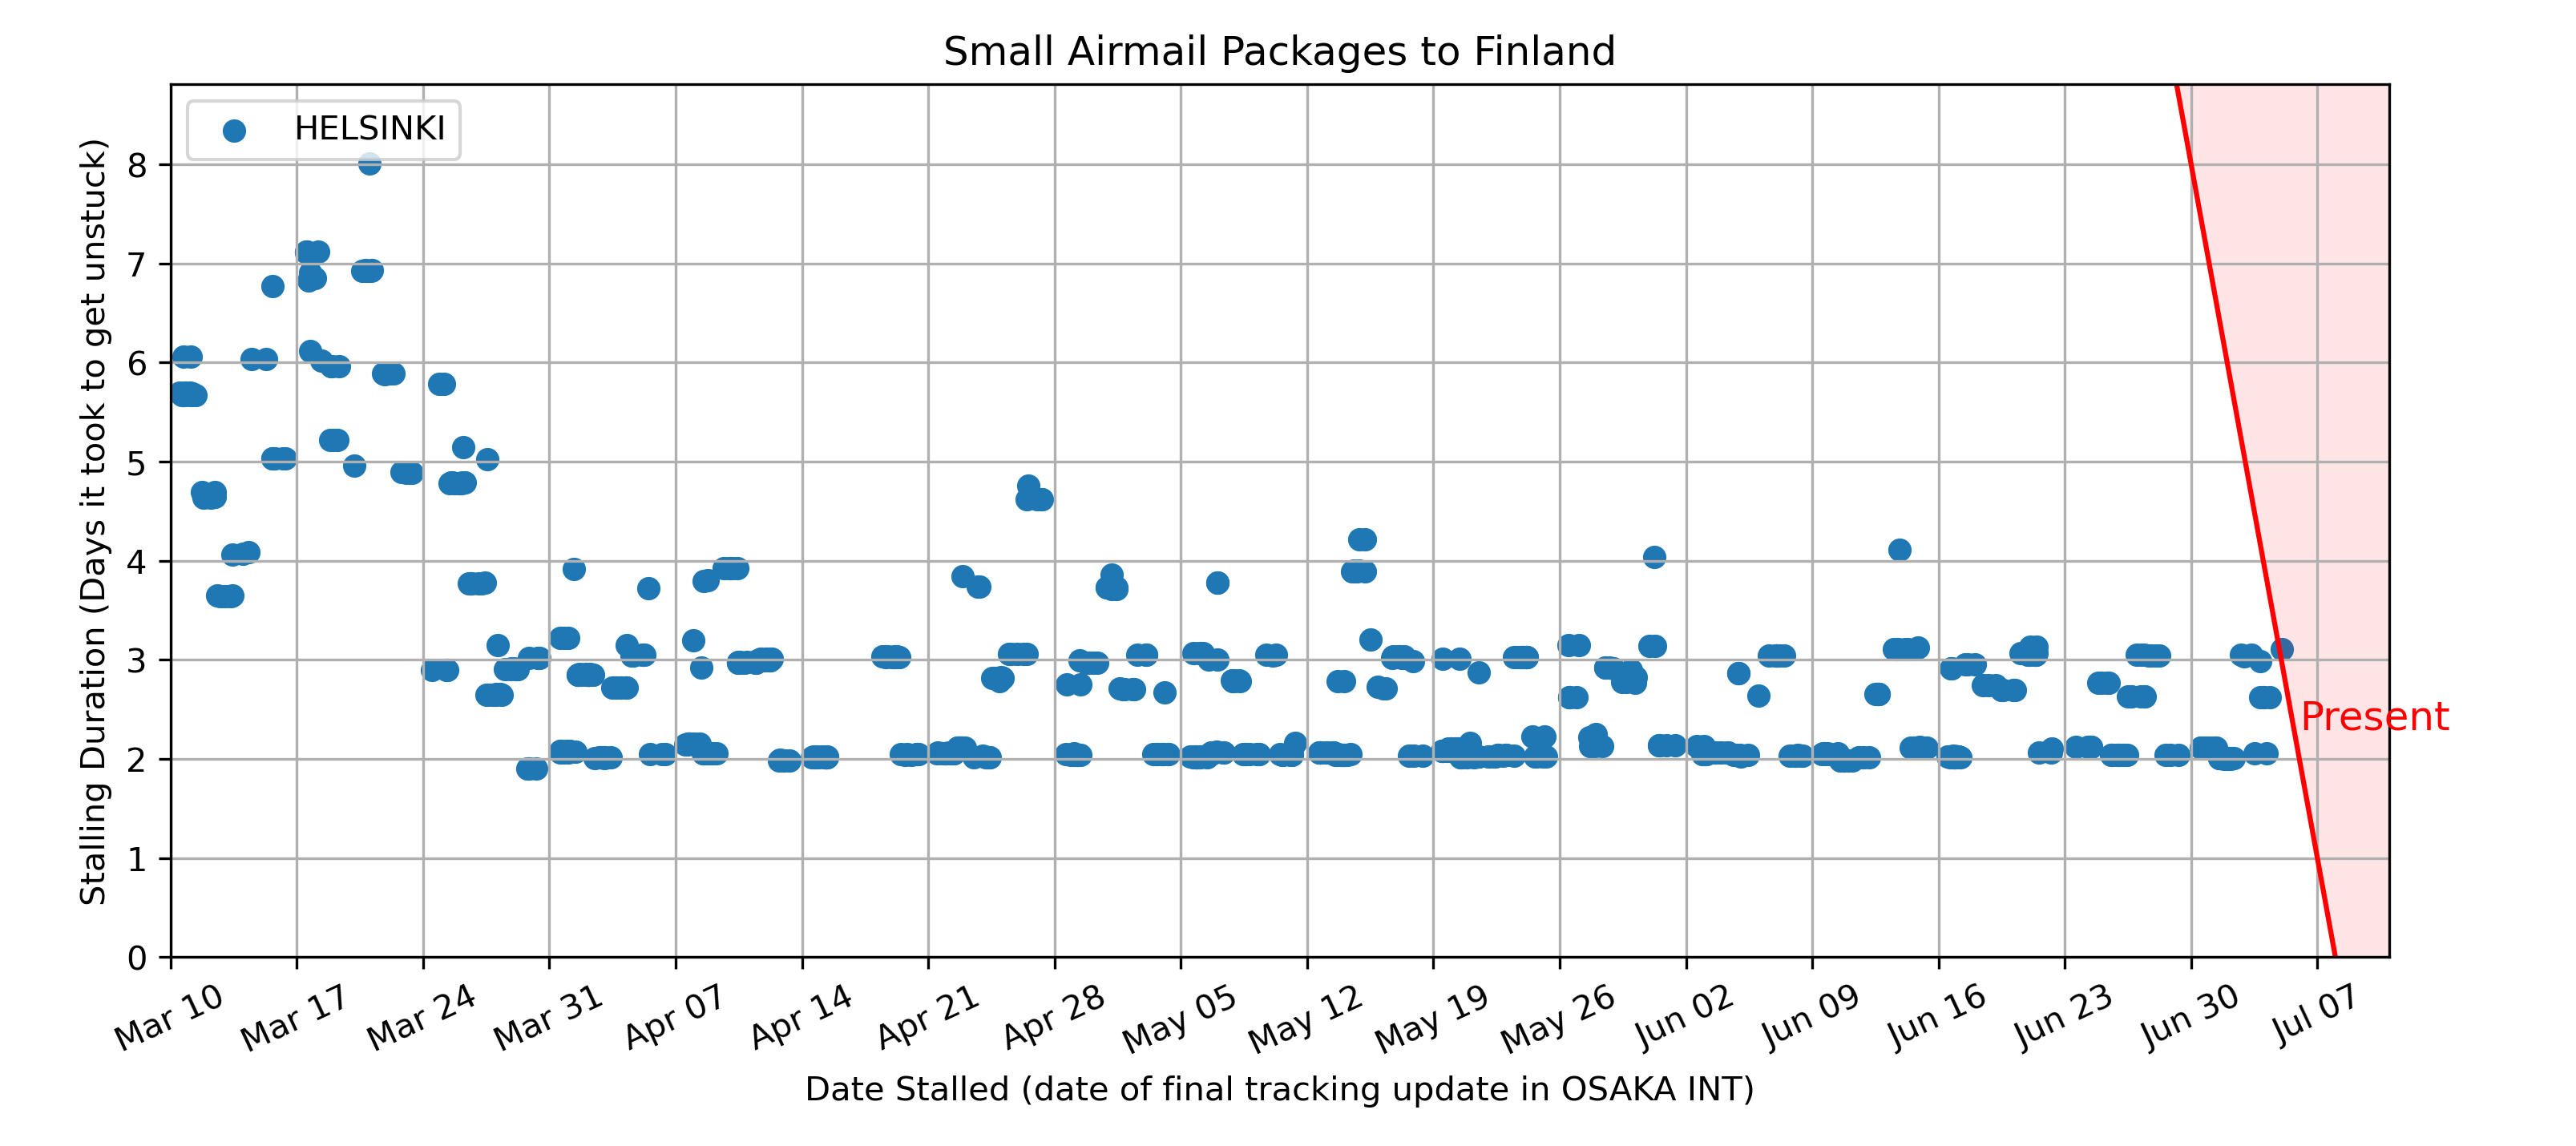 Small Airmail Packages to Finland
HELSINKI
Stalling Duration (Days it took to get unstuck)
8
7
6
5
4
3
2
1
0
Present
Mar 10
Mar 17
Mar 24
Mar 31
Apr 07
Apr 14
Apr 21
Apr 28
May 05
May 12
May 19
May 26
Jun 02
Jun 09
Jun 16
Jun 23
Jun 30
Jul 07
Date Stalled (date of final tracking update in OSAKA INT)